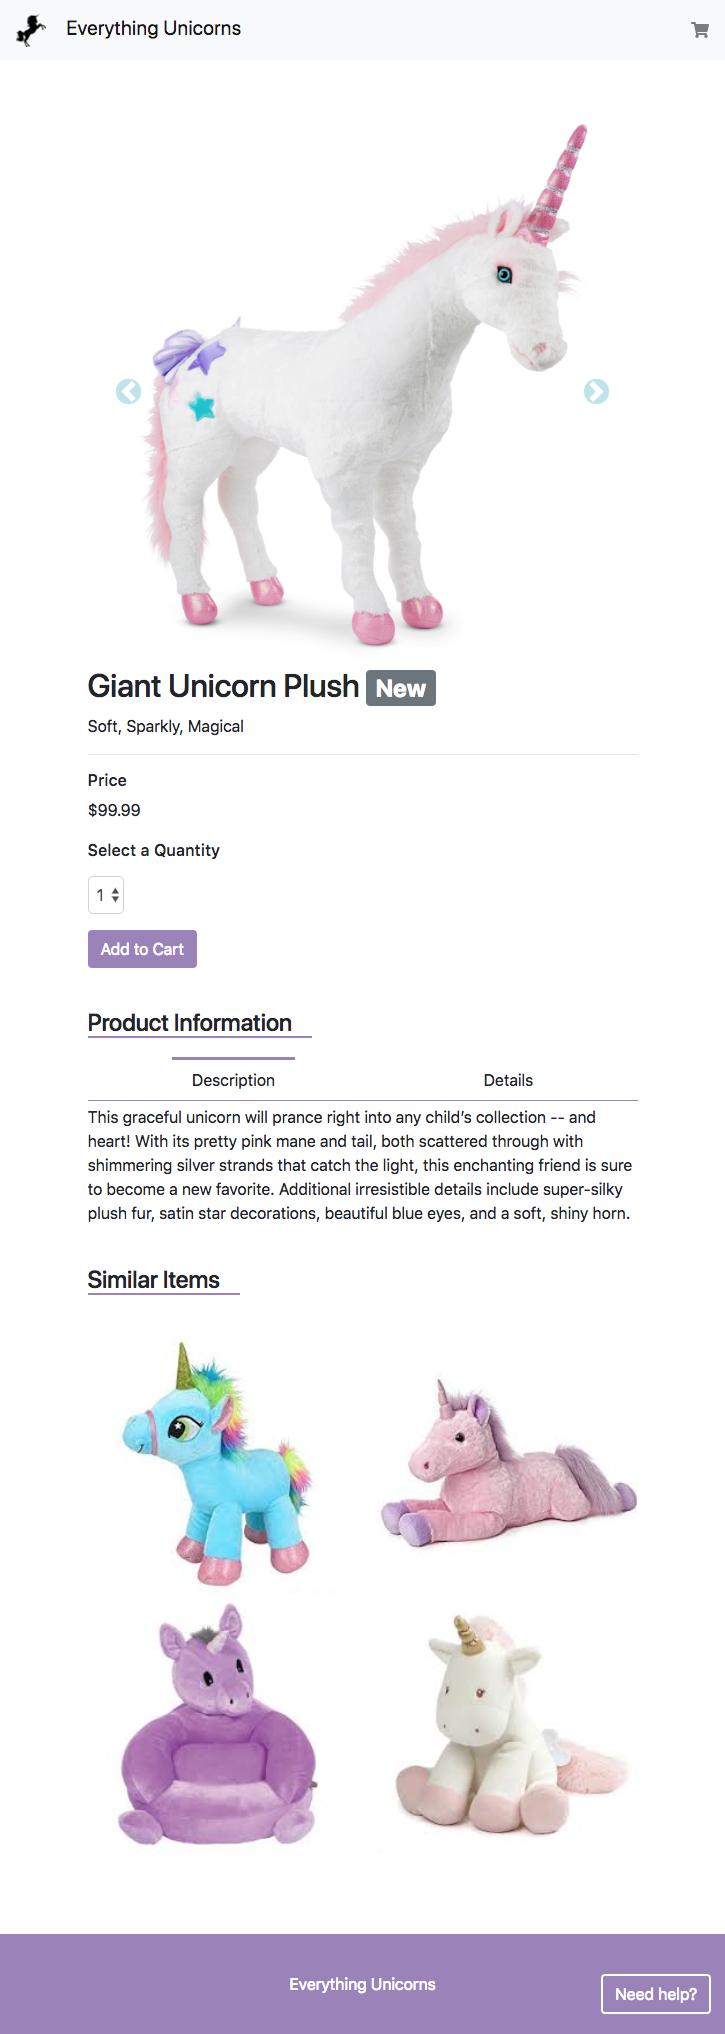 Everything Unicorns
Giant Unicorn Plush New
Soft, Sparkly, Magical
Price
$99.99
Select a Quantity
1
Add to Cart
Product Information
Description Details
This graceful unicorn will prance right into any child’s collection -- and
heart! With its pretty pink mane and tail, both scattered through with
shimmering silver strands that catch the light, this enchanting friend is sure
to become a new favorite. Additional irresistible details include super-silky
plush fur, satin star decorations, beautiful blue eyes, and a soft, shiny horn.
Similar Items
Everything Unicorns
Need help?